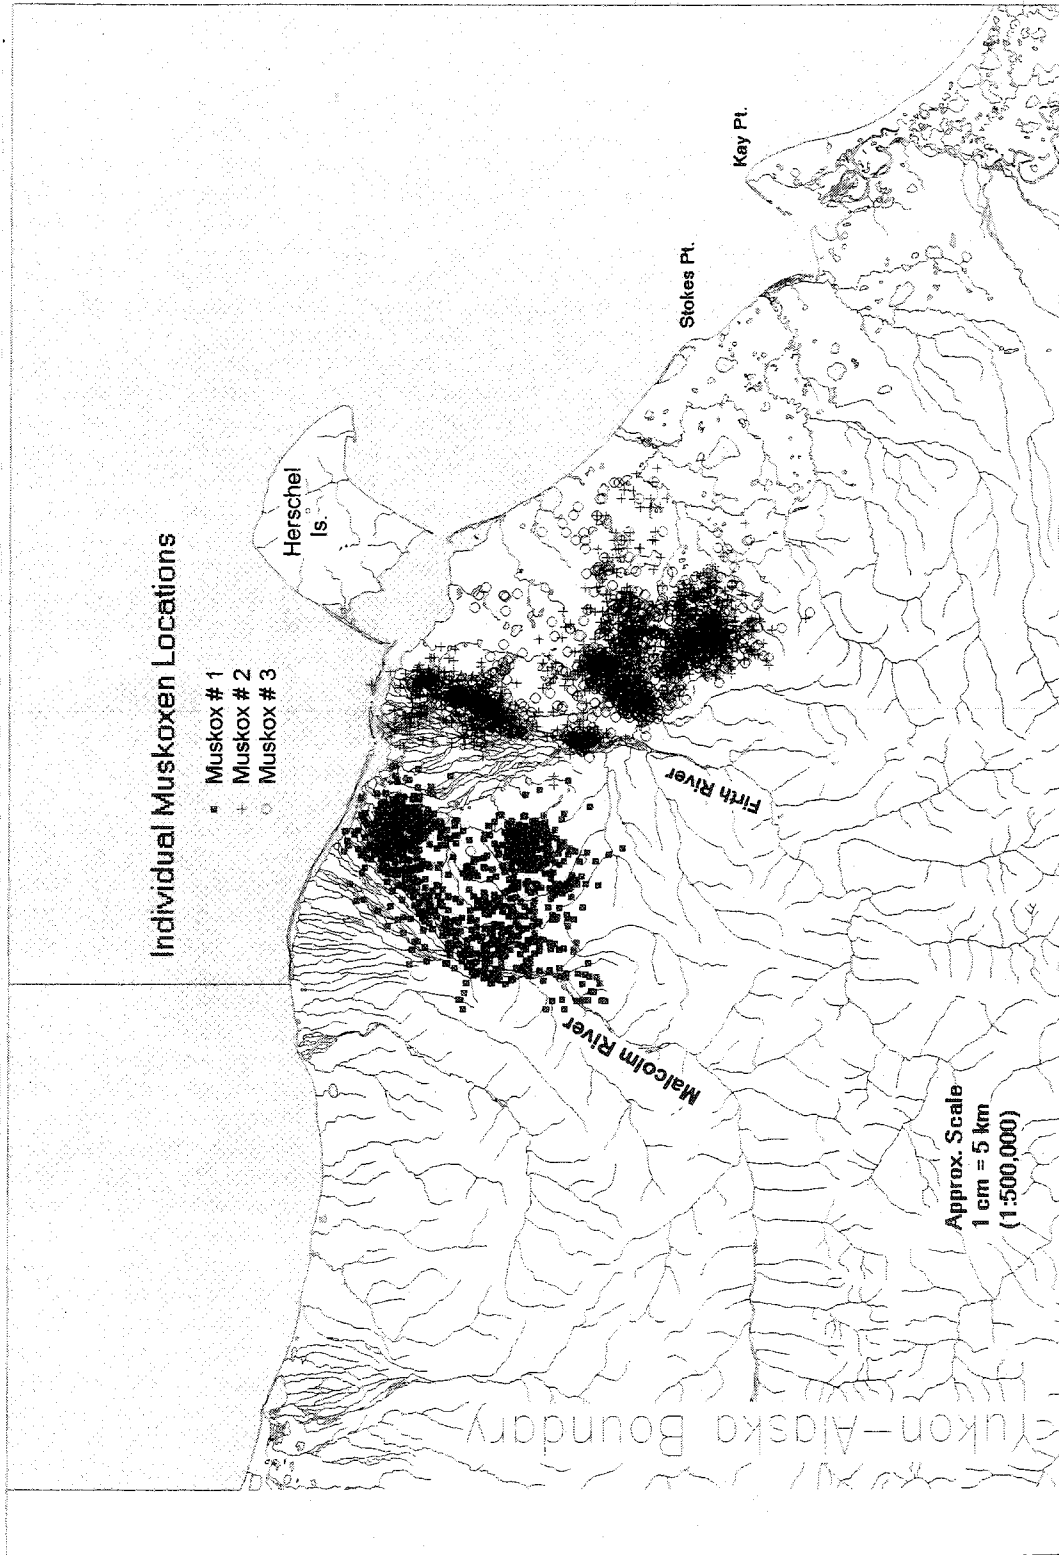 Individual Muskoxen Locations
Muskox # 1
Muskox # 2
Muskox # 3
Herschel
Is.
Stokes Pt.
Kay Pt.
Firth River
Malcolm River
Yukon-Alaska Boundary
Approx. Scale
1 cm = 5 km
(1:500,000)